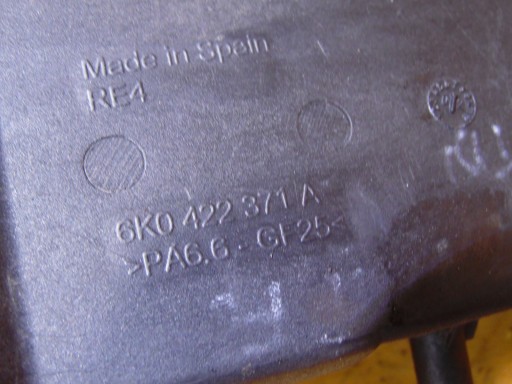 Made in Spain
RE4
6K0 422 371 A
>PA6.6 - GF25<